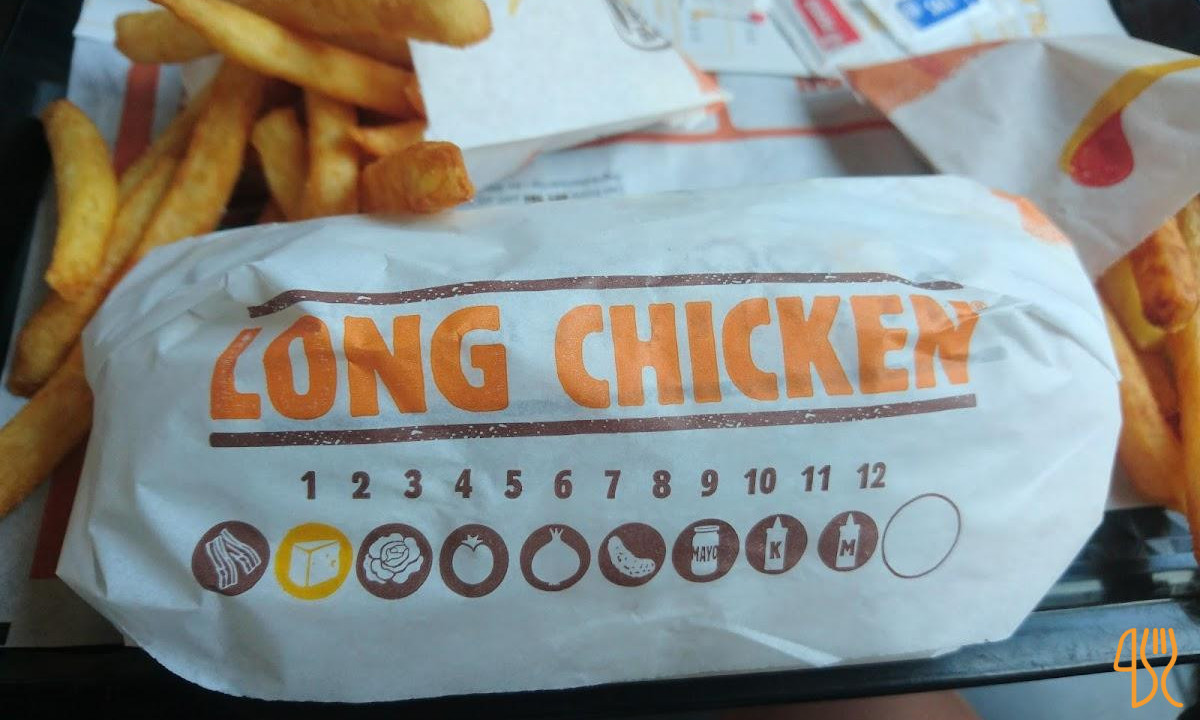 LONG CHICKEN®
1 2 3 4 5 6 7 8 9 10 11 12
MAYO K M